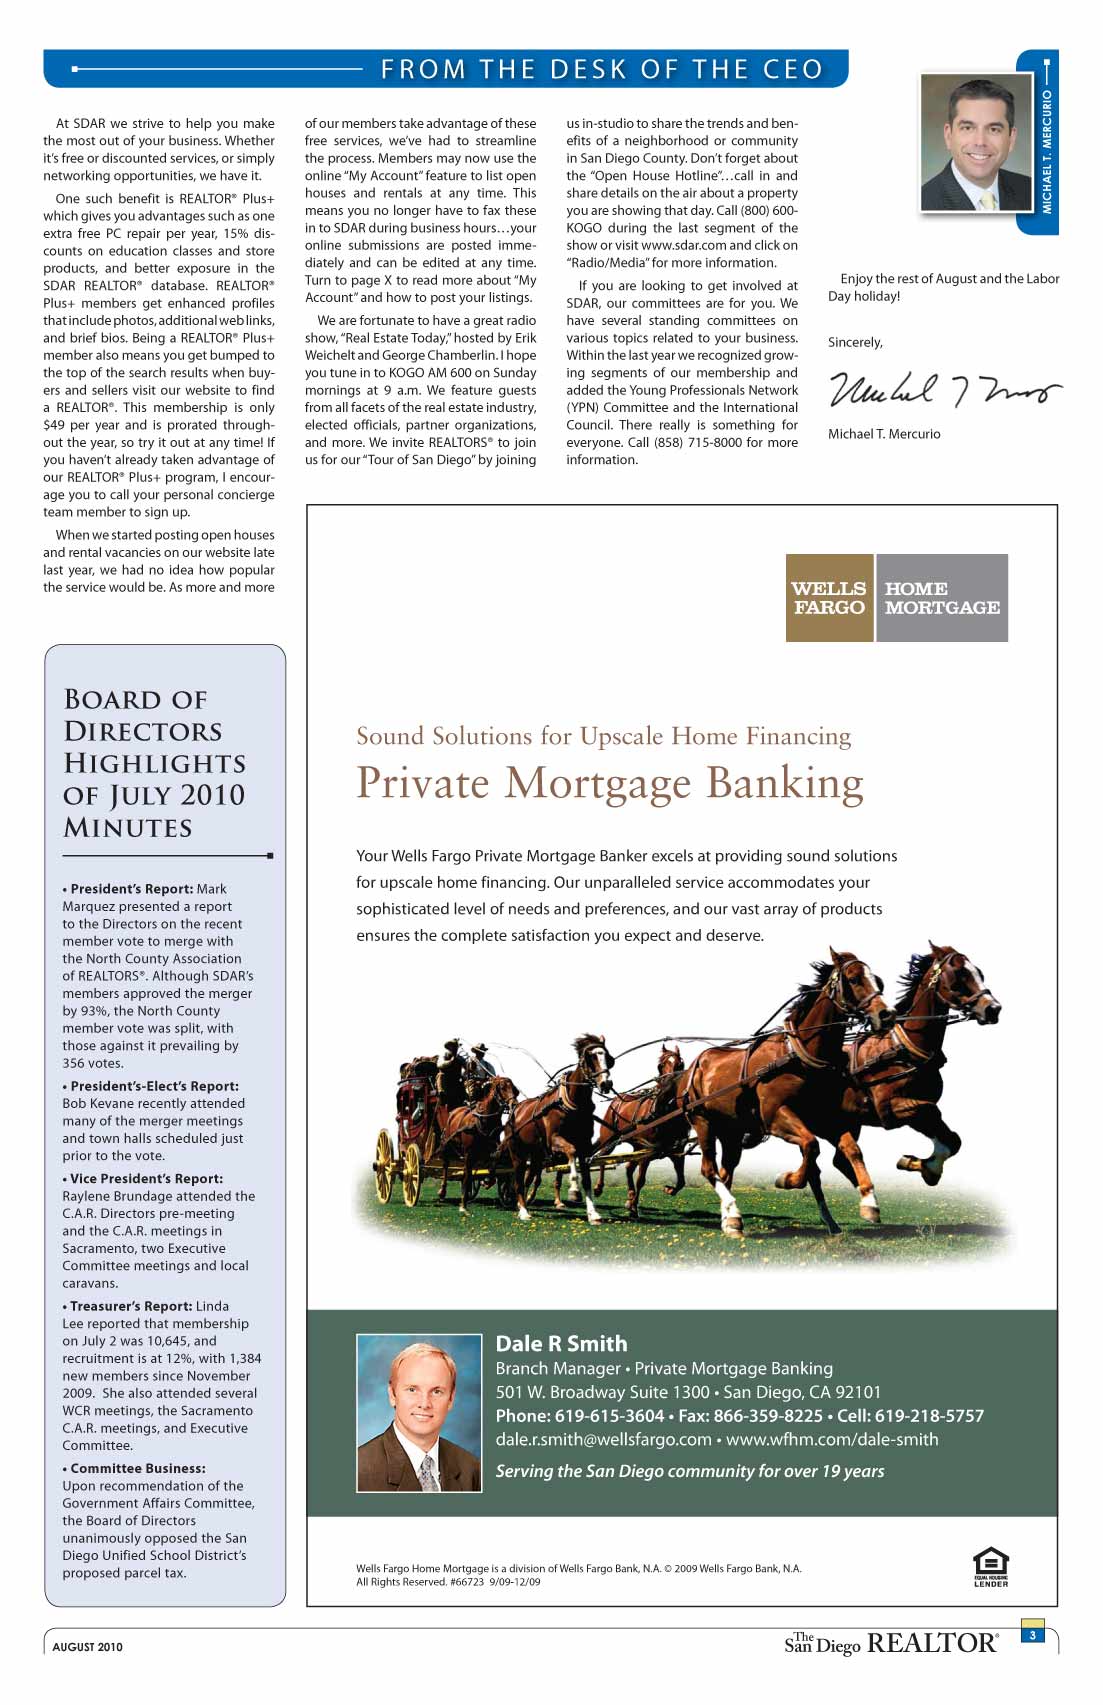 FROM THE DESK OF THE CEO
MICHAEL T. MERCURIO
At SDAR we strive to help you make
the most out of your business. Whether
it's free or discounted services, or simply
networking opportunities, we have it.
One such benefit is REALTOR® Plus+
which gives you advantages such as one
extra free PC repair per year, 15% dis-
counts on education classes and store
products, and better exposure in the
SDAR REALTOR® database. REALTOR®
Plus+ members get enhanced profiles
that include photos, additional web links,
and brief bios. Being a REALTOR® Plus+
member also means you get bumped to
the top of the search results when buy-
ers and sellers visit our website to find
a REALTOR®. This membership is only
$49 per year and is prorated through-
out the year, so try it out at any time! If
you haven't already taken advantage of
our REALTOR® Plus+ program, I encour-
age you to call your personal concierge
team member to sign up.
When we started posting open houses
and rental vacancies on our website late
last year, we had no idea how popular
the service would be. As more and more
of our members take advantage of these
free services, we've had to streamline
the process. Members may now use the
online "My Account" feature to list open
houses and rentals at any time. This
means you no longer have to fax these
in to SDAR during business hours…your
online submissions are posted imme-
diately and can be edited at any time.
Turn to page X to read more about "My
Account" and how to post your listings.
We are fortunate to have a great radio
show, "Real Estate Today," hosted by Erik
Weichelt and George Chamberlin. I hope
you tune in to KOGO AM 600 on Sunday
mornings at 9 a.m. We feature guests
from all facets of the real estate industry,
elected officials, partner organizations,
and more. We invite REALTORS® to join
us for our "Tour of San Diego" by joining
us in-studio to share the trends and ben-
efits of a neighborhood or community
in San Diego County. Don't forget about
the "Open House Hotline"…call in and
share details on the air about a property
you are showing that day. Call (800) 600-
KOGO during the last segment of the
show or visit www.sdar.com and click on
"Radio/Media" for more information.
If you are looking to get involved at
SDAR, our committees are for you. We
have several standing committees on
various topics related to your business.
Within the last year we recognized grow-
ing segments of our membership and
added the Young Professionals Network
(YPN) Committee and the International
Council. There really is something for
everyone. Call (858) 715-8000 for more
information.
Enjoy the rest of August and the Labor
Day holiday!
Sincerely,
Michael T. Mercurio
Board of
Directors
Highlights
of July 2010
Minutes
• President's Report: Mark
Marquez presented a report
to the Directors on the recent
member vote to merge with
the North County Association
of REALTORS®. Although SDAR's
members approved the merger
by 93%, the North County
member vote was split, with
those against it prevailing by
356 votes.
• President's-Elect's Report:
Bob Kevane recently attended
many of the merger meetings
and town halls scheduled just
prior to the vote.
• Vice President's Report:
Raylene Brundage attended the
C.A.R. Directors pre-meeting
and the C.A.R. meetings in
Sacramento, two Executive
Committee meetings and local
caravans.
• Treasurer's Report: Linda
Lee reported that membership
on July 2 was 10,645, and
recruitment is at 12%, with 1,384
new members since November
2009. She also attended several
WCR meetings, the Sacramento
C.A.R. meetings, and Executive
Committee.
• Committee Business:
Upon recommendation of the
Government Affairs Committee,
the Board of Directors
unanimously opposed the San
Diego Unified School District's
proposed parcel tax.
WELLS
FARGO
HOME
MORTGAGE
Sound Solutions for Upscale Home Financing
Private Mortgage Banking
Your Wells Fargo Private Mortgage Banker excels at providing sound solutions
for upscale home financing. Our unparalleled service accommodates your
sophisticated level of needs and preferences, and our vast array of products
ensures the complete satisfaction you expect and deserve.
Dale R Smith
Branch Manager • Private Mortgage Banking
501 W. Broadway Suite 1300 • San Diego, CA 92101
Phone: 619-615-3604 • Fax: 866-359-8225 • Cell: 619-218-5757
dale.r.smith@wellsfargo.com • www.wfhm.com/dale-smith
Serving the San Diego community for over 19 years
Wells Fargo Home Mortgage is a division of Wells Fargo Bank, N.A. © 2009 Wells Fargo Bank, N.A.
All Rights Reserved. #66723 9/09-12/09
EQUAL HOUSING
LENDER
AUGUST 2010
The San Diego REALTOR®
3